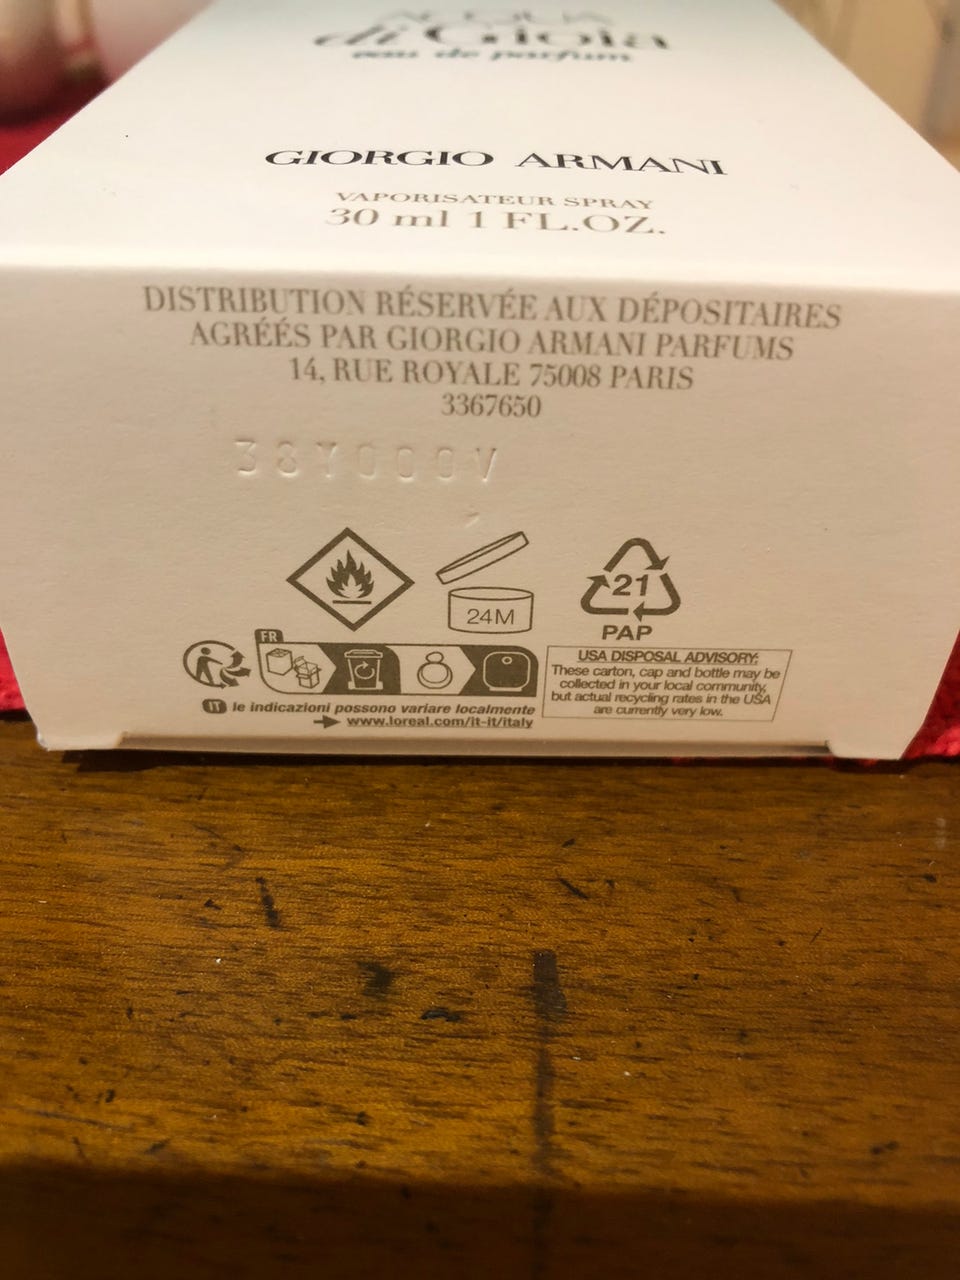 ACQUA
di Gioia
eau de parfum
GIORGIO ARMANI
VAPORISATEUR SPRAY
30 ml 1 FL.OZ.
DISTRIBUTION RÉSERVÉE AUX DÉPOSITAIRES
AGRÉÉS PAR GIORGIO ARMANI PARFUMS
14, RUE ROYALE 75008 PARIS
3367650
38Y000V
24M
21
PAP
FR
USA DISPOSAL ADVISORY:
These carton, cap and bottle may be
collected in your local community,
but actual recycling rates in the USA
are currently very low.
IT le indicazioni possono variare localmente
www.loreal.com/it-it/italy